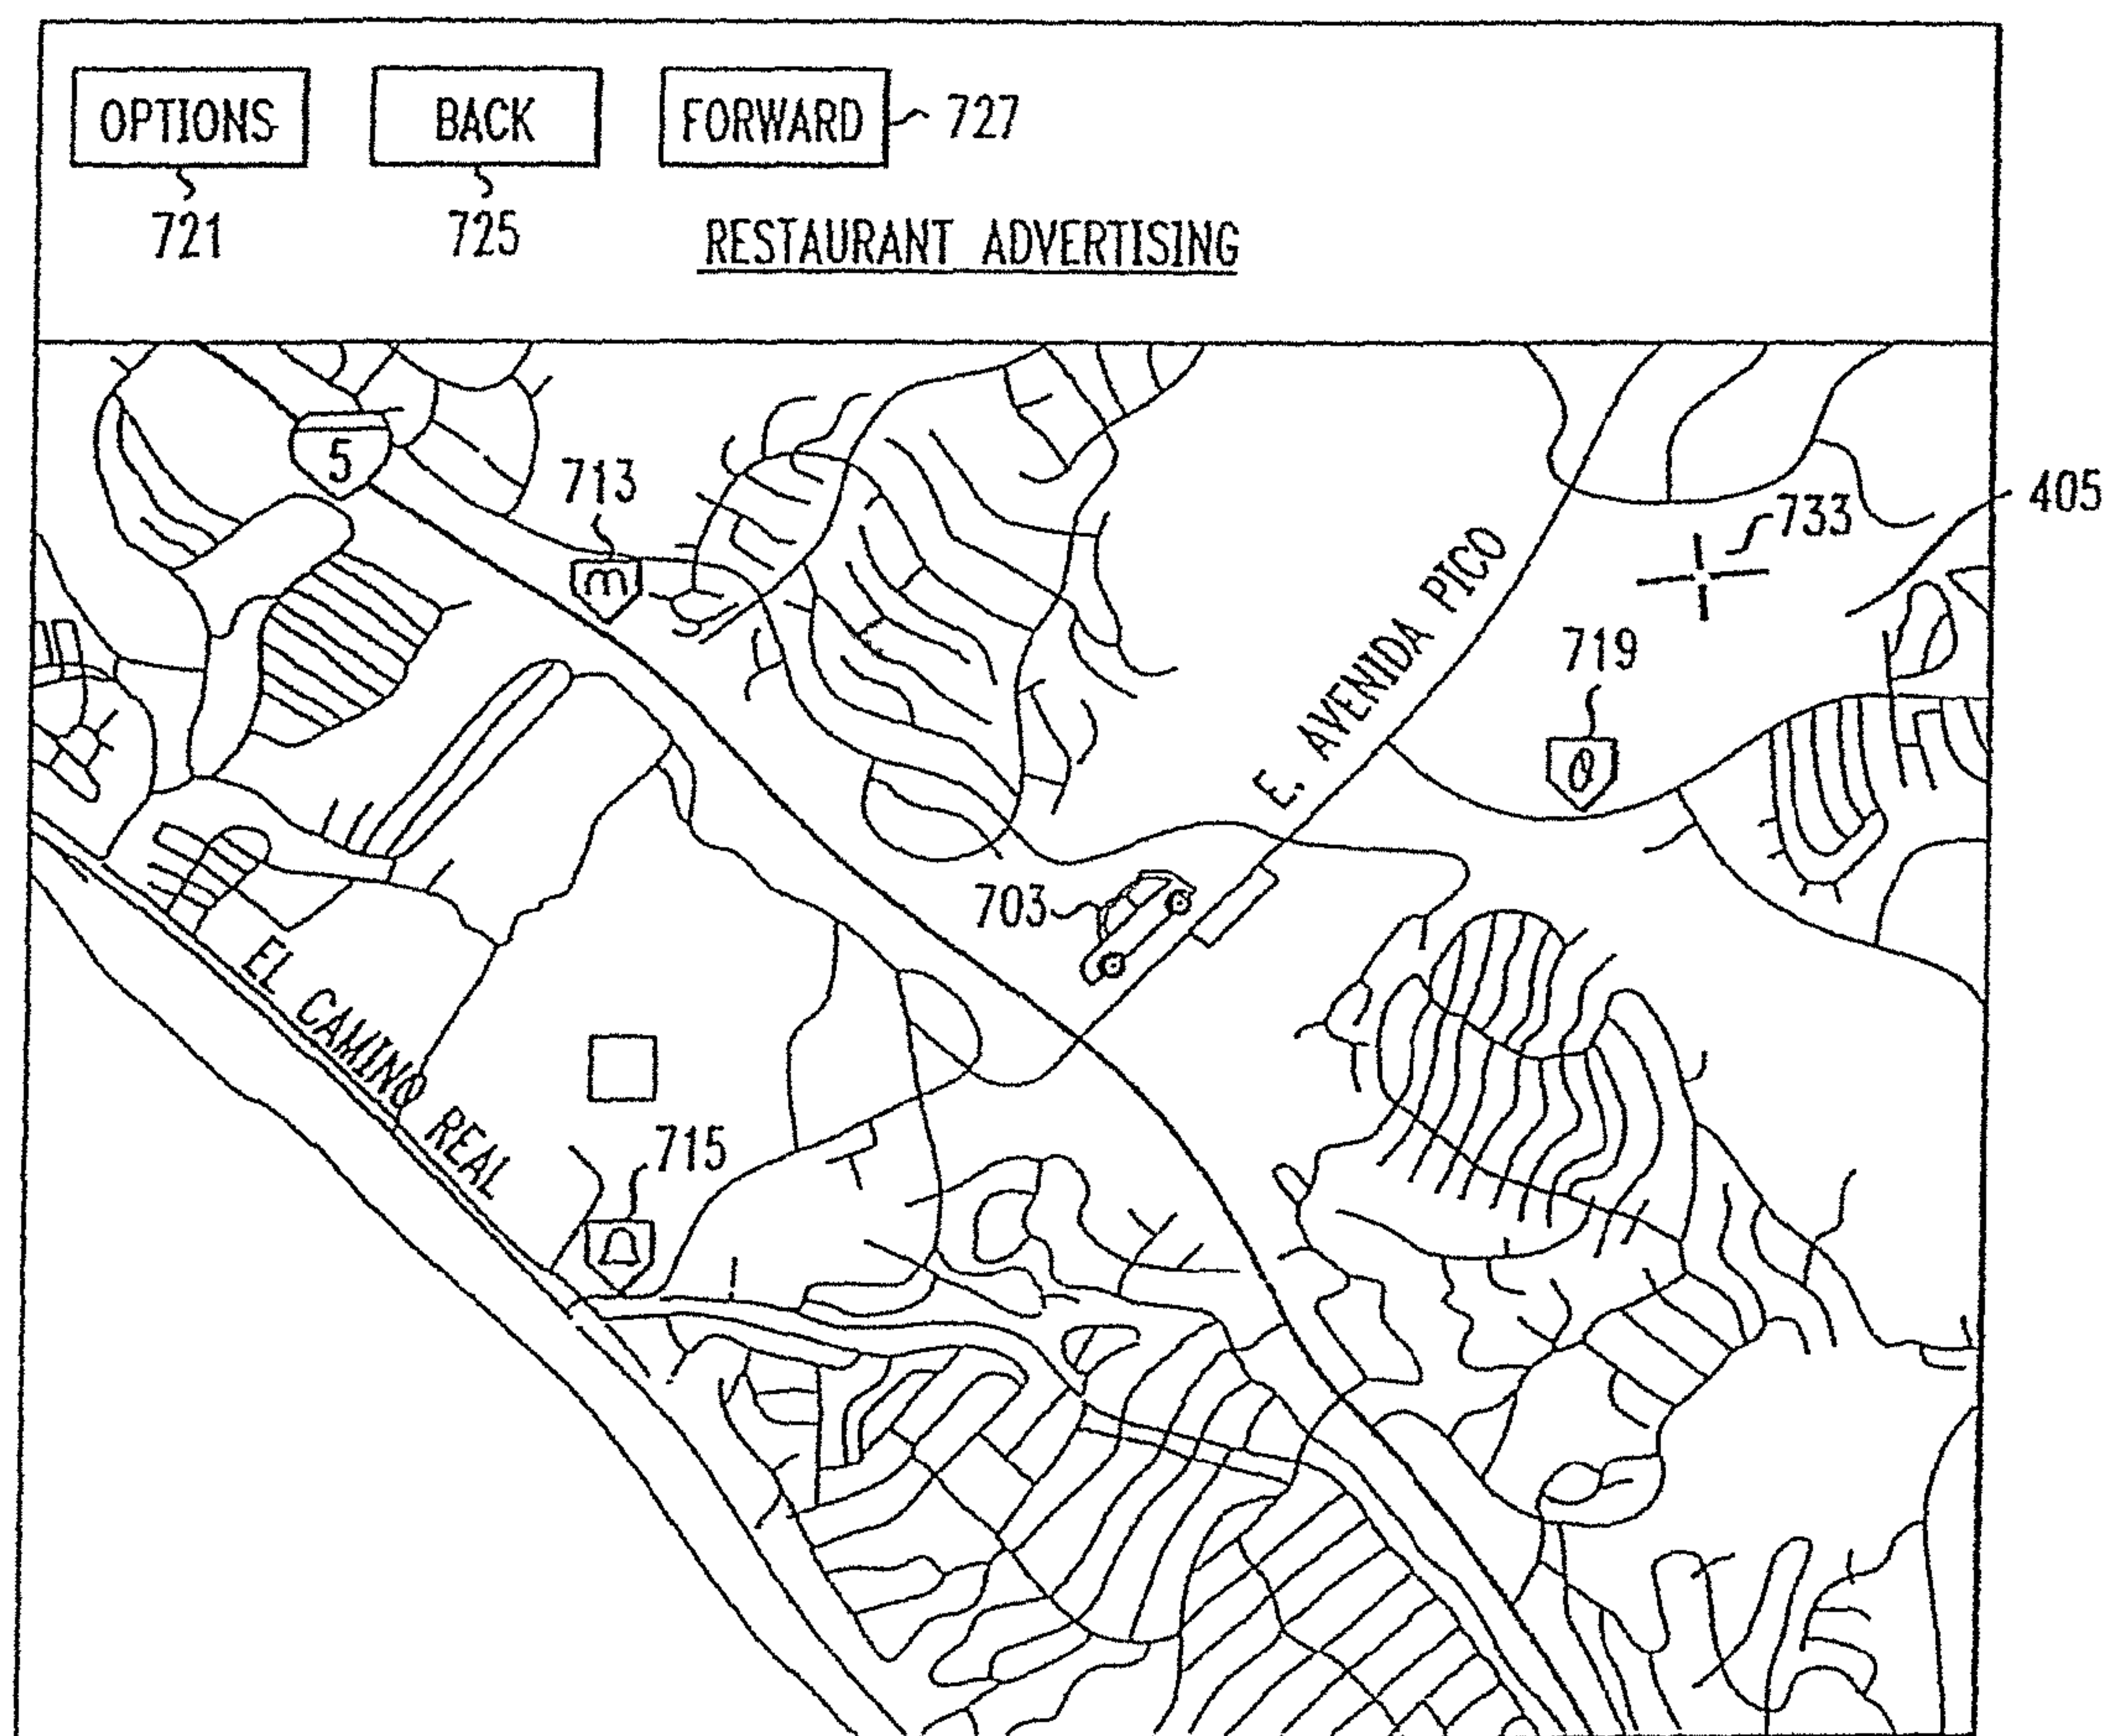 OPTIONS
BACK
FORWARD
727
721
725
RESTAURANT ADVERTISING
5
713
m
405
733
E. AVENIDA PICO
719
703
EL CAMINO REAL
715